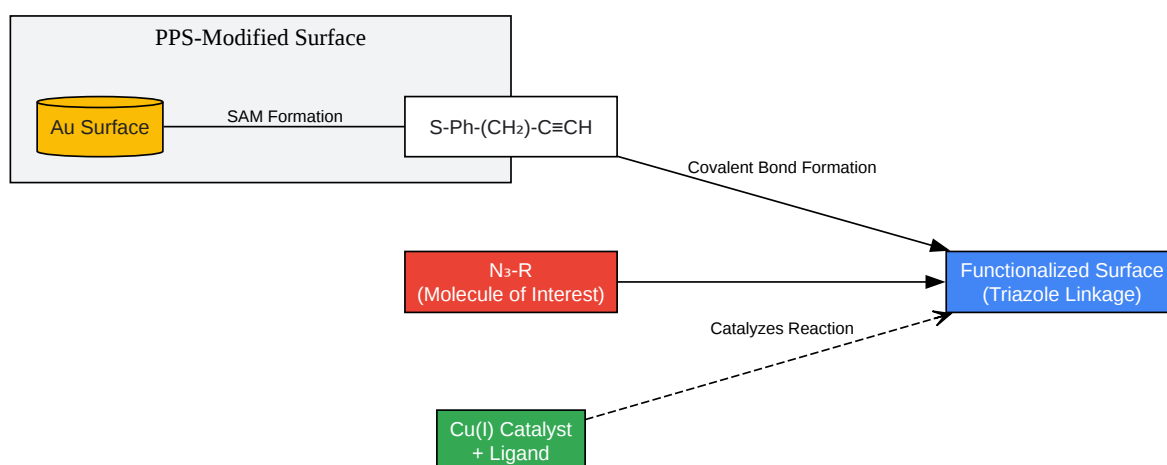 PPS-Modified Surface
Au Surface
SAM Formation
S-Ph-(CH₂)-C≡CH
Covalent Bond Formation
N₃-R
(Molecule of Interest)
Functionalized Surface
(Triazole Linkage)
Catalyzes Reaction
Cu(I) Catalyst
+ Ligand